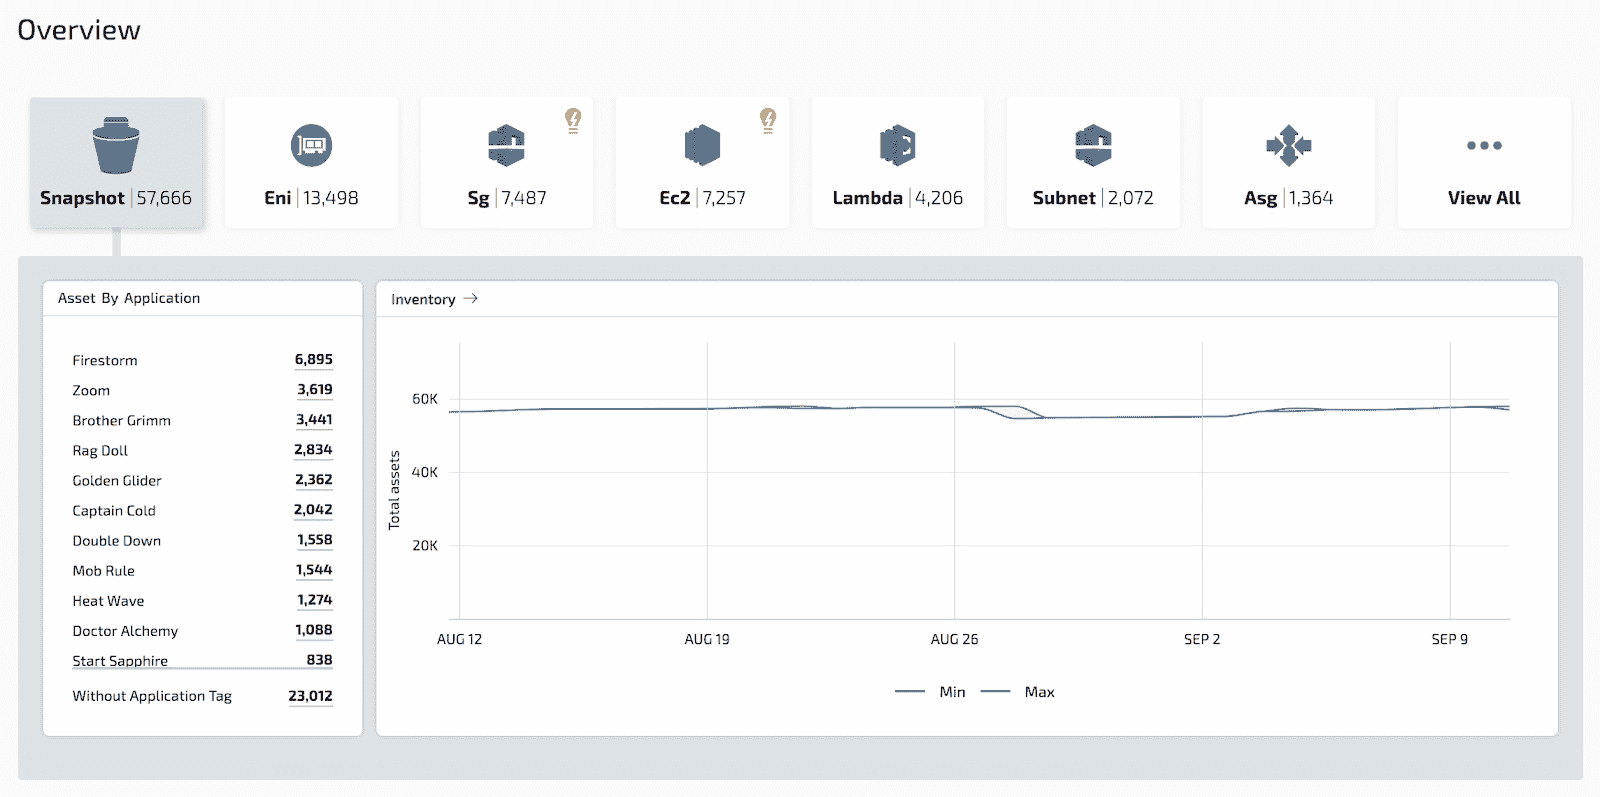 Overview
Snapshot 57,666
Eni 13,498
Sg 7,487
Ec2 7,257
Lambda 4,206
Subnet 2,072
Asg 1,364
View All
Asset By Application
Firestorm 6,895
Zoom 3,619
Brother Grimm 3,441
Rag Doll 2,834
Golden Glider 2,362
Captain Cold 2,042
Double Down 1,558
Mob Rule 1,544
Heat Wave 1,274
Doctor Alchemy 1,088
Start Sapphire 838
Without Application Tag 23,012
Inventory →
Total assets
60K
40K
20K
AUG 12 AUG 19 AUG 26 SEP 2 SEP 9
Min Max